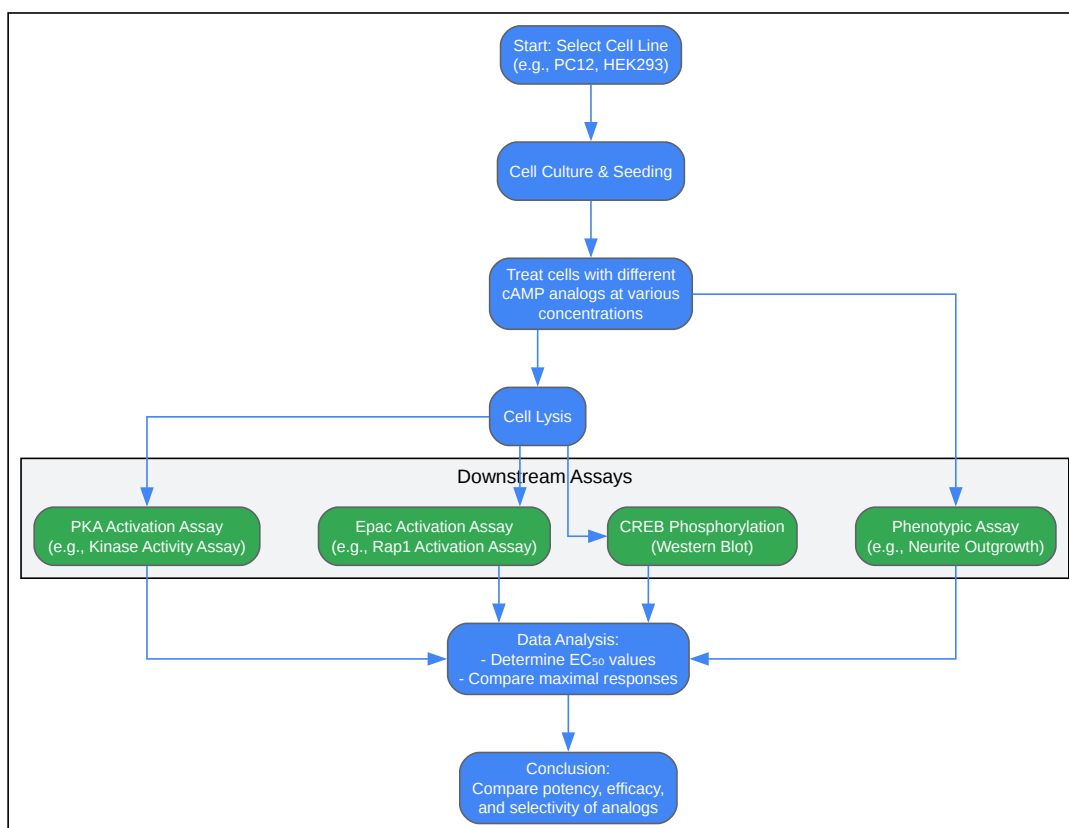 Start: Select Cell Line
(e.g., PC12, HEK293)
Cell Culture & Seeding
Treat cells with different
cAMP analogs at various
concentrations
Cell Lysis
Downstream Assays
PKA Activation Assay
(e.g., Kinase Activity Assay)
Epac Activation Assay
(e.g., Rap1 Activation Assay)
CREB Phosphorylation
(Western Blot)
Phenotypic Assay
(e.g., Neurite Outgrowth)
Data Analysis:
- Determine EC₅₀ values
- Compare maximal responses
Conclusion:
Compare potency, efficacy,
and selectivity of analogs